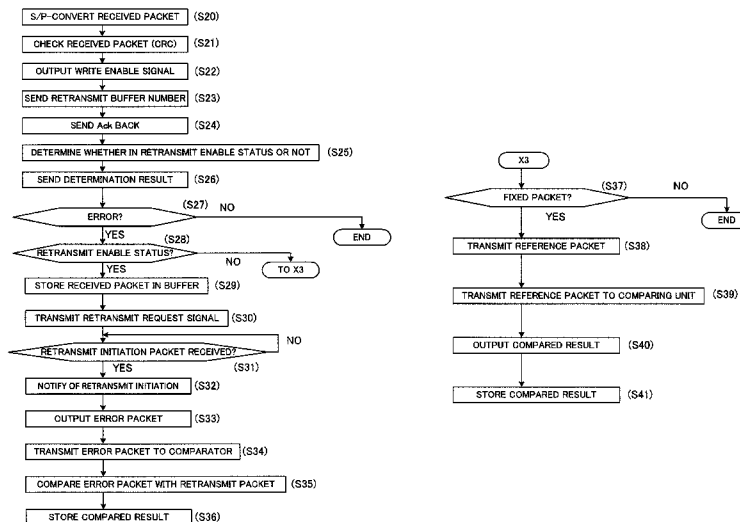 S/P-CONVERT RECEIVED PACKET (S20)
CHECK RECEIVED PACKET (CRC) (S21)
OUTPUT WRITE ENABLE SIGNAL (S22)
SEND RETRANSMIT BUFFER NUMBER (S23)
SEND Ack BACK (S24)
DETERMINE WHETHER IN RETRANSMIT ENABLE STATUS OR NOT (S25)
SEND DETERMINATION RESULT (S26)
(S27)
ERROR? NO
END
YES
(S28)
RETRANSMIT ENABLE STATUS?
NO
TO X3
YES
STORE RECEIVED PACKET IN BUFFER (S29)
TRANSMIT RETRANSMIT REQUEST SIGNAL (S30)
RETRANSMIT INITIATION PACKET RECEIVED? NO
(S31)
YES
NOTIFY OF RETRANSMIT INITIATION (S32)
OUTPUT ERROR PACKET (S33)
TRANSMIT ERROR PACKET TO COMPARATOR (S34)
COMPARE ERROR PACKET WITH RETRANSMIT PACKET (S35)
STORE COMPARED RESULT (S36)
X3
(S37)
FIXED PACKET? NO
END
YES
TRANSMIT REFERENCE PACKET (S38)
TRANSMIT REFERENCE PACKET TO COMPARING UNIT (S39)
OUTPUT COMPARED RESULT (S40)
STORE COMPARED RESULT (S41)